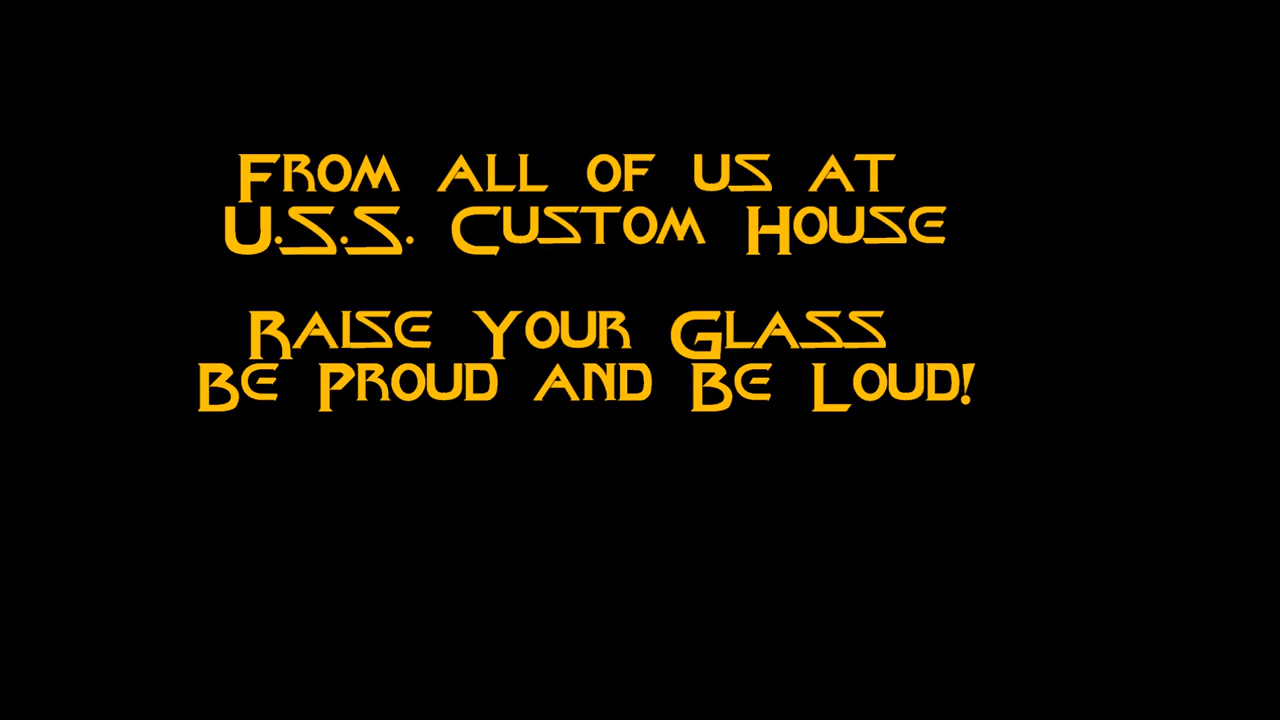 From all of us at
U.S.S. Custom House
Raise Your Glass
Be Proud and Be Loud!